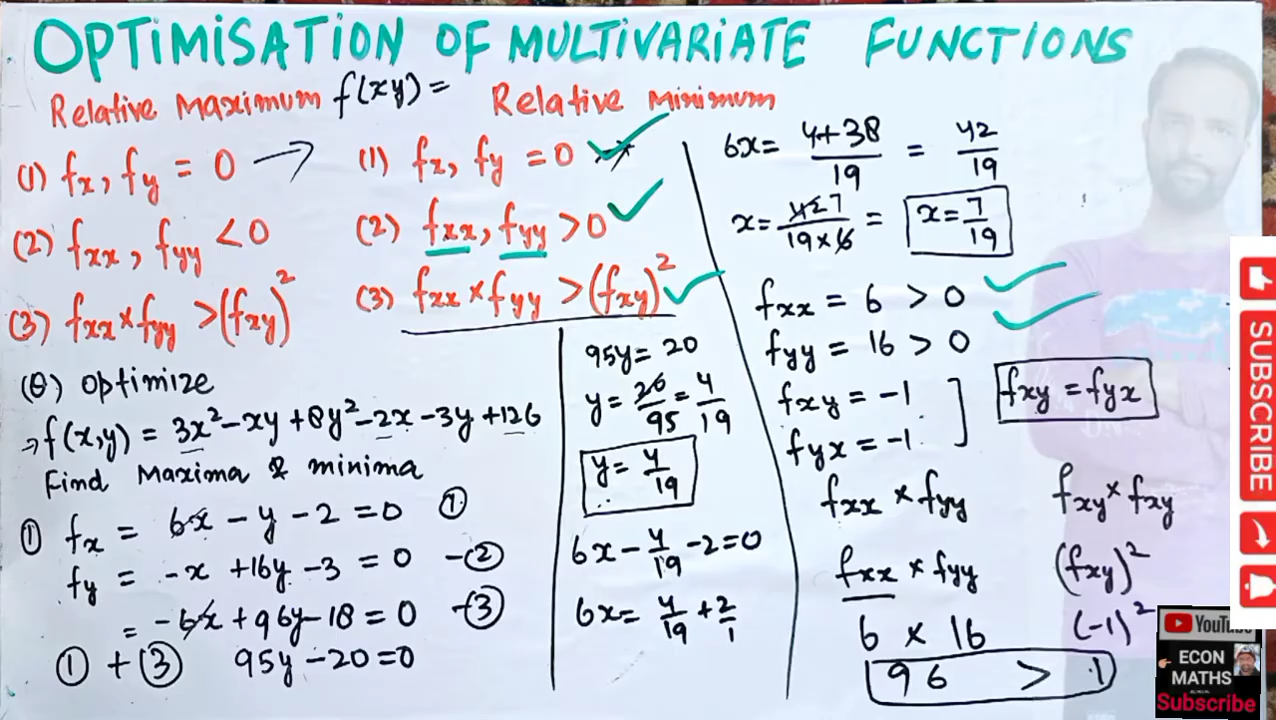 OPTIMISATION OF MULTIVARIATE FUNCTIONS
Relative Maximum f(xy) = Relative Minimum
(1) fx, fy = 0 →
(2) fxx, fyy < 0
(3) fxx × fyy > (fxy)²
(1) fx, fy = 0
(2) fxx, fyy > 0
(3) fxx × fyy > (fxy)²
(θ) optimize
→ f(x,y) = 3x² - xy + 8y² - 2x - 3y + 126
Find Maxima & minima
① fx = 6x - y - 2 = 0 ①
fy = -x + 16y - 3 = 0 -②
= -6x + 96y - 18 = 0 -③
① + ③ 95y - 20 = 0
95y = 20
y = 20/95 = 4/19
y = 4/19
6x - 4/19 - 2 = 0
6x = 4/19 + 2/1
6x = 4+38/19 = 42/19
x = 42 7/19×6 = x = 7/19
fxx = 6 > 0
fyy = 16 > 0
fxy = -1
fyx = -1
fxy = fyx
fxx × fyy fxy × fxy
fxx × fyy (fxy)²
6 × 16 (-1)²
96 > 1
SUBSCRIBE
YouTube
ECON
MATHS
Subscribe